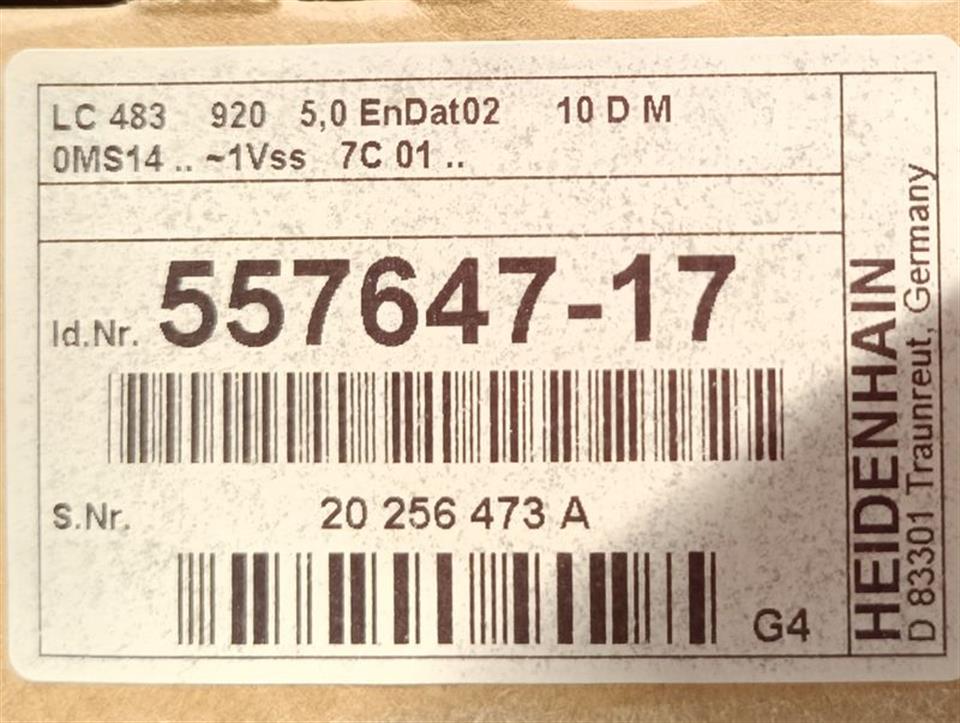 LC 483 920 5,0 EnDat02 10 D M
0MS14 .. ~1Vss 7C 01 ..
Id.Nr. 557647-17
S.Nr. 20 256 473 A
G4
HEIDENHAIN
D 83301 Traunreut, Germany